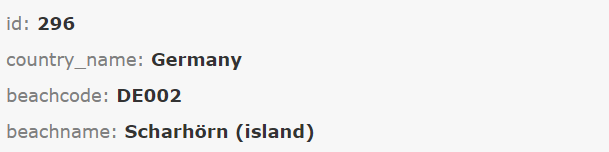 id: 296
country_name: Germany
beachcode: DE002
beachname: Scharhörn (island)